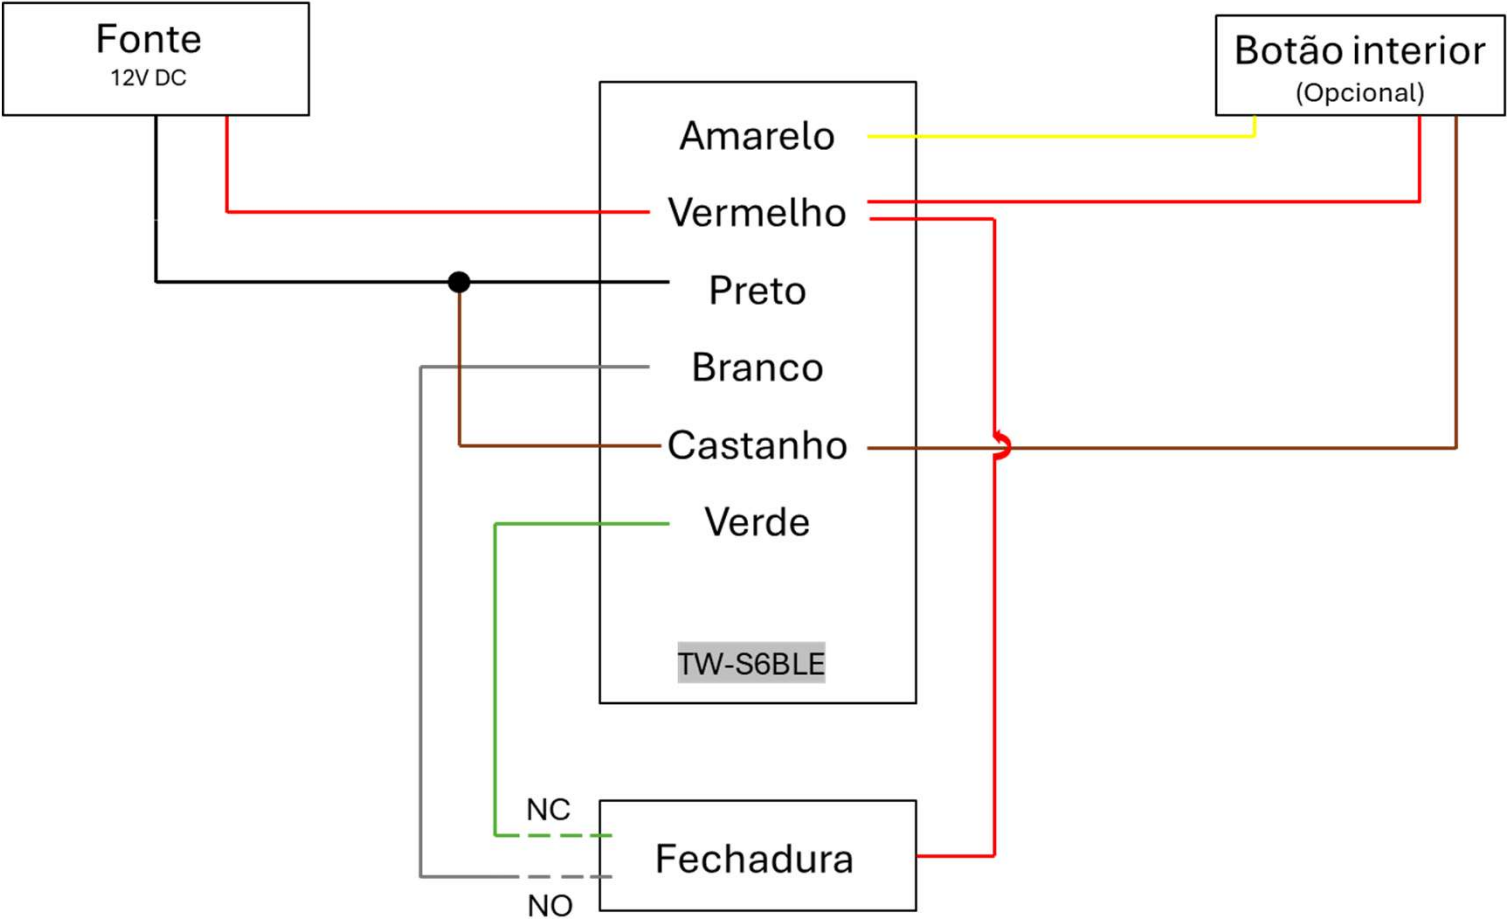 Fonte
12V DC
Botão interior
(Opcional)
Amarelo
Vermelho
Preto
Branco
Castanho
Verde
TW-S6BLE
NC
Fechadura
NO